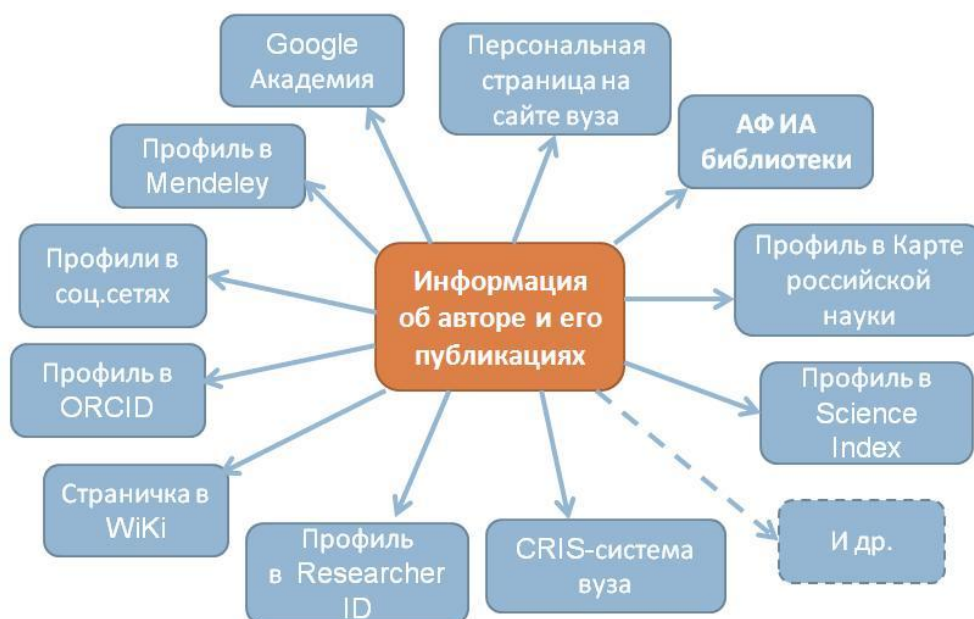 Google
Академия
Персональная
страница на
сайте вуза
АФ ИА
библиотеки
Профиль в
Mendeley
Профили в
соц.сетях
Информация
об авторе и его
публикациях
Профиль в Карте
российской
науки
Профиль в
ORCID
Профиль в
Science
Index
Страничка в
WiKi
Профиль
в Researcher
ID
CRIS-система
вуза
И др.